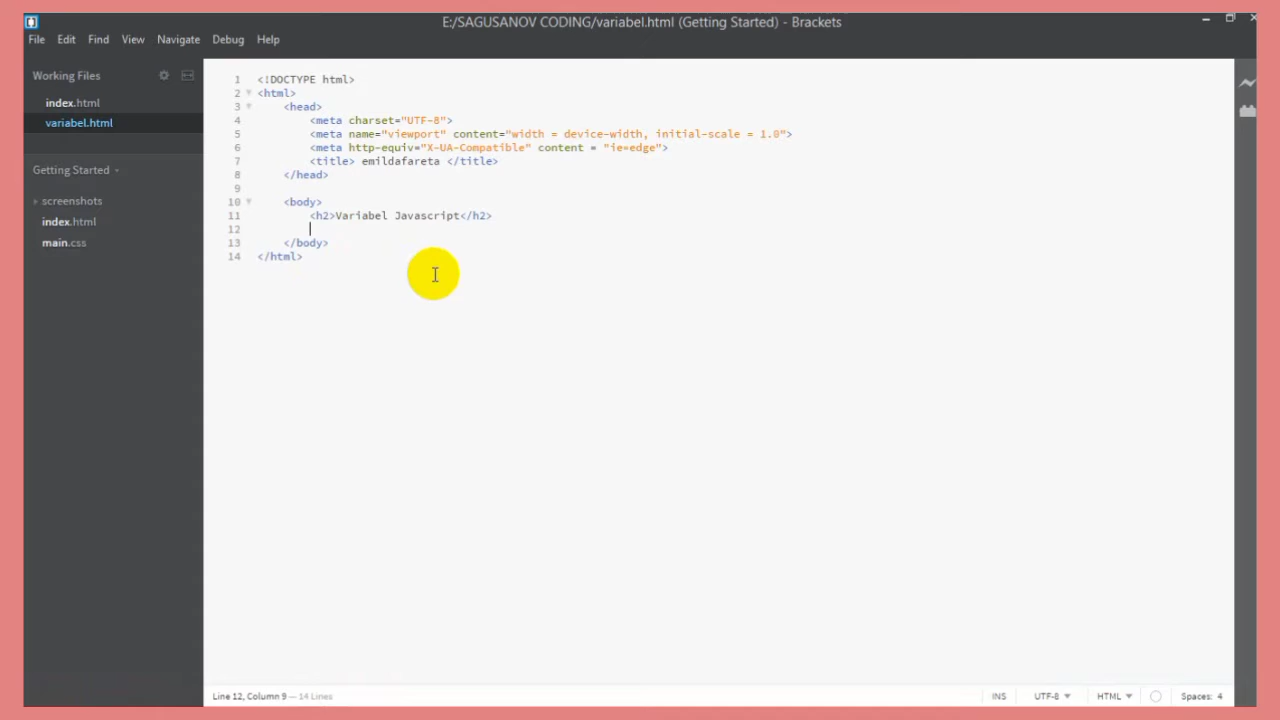 E:/SAGUSANOV CODING/variabel.html (Getting Started) - Brackets
File Edit Find View Navigate Debug Help
Working Files
index.html
variabel.html
Getting Started
screenshots
index.html
main.css
1 <!DOCTYPE html>
2 <html>
3 <head>
4 <meta charset="UTF-8">
5 <meta name="viewport" content="width = device-width, initial-scale = 1.0">
6 <meta http-equiv="X-UA-Compatible" content = "ie=edge">
7 <title> emildafareta </title>
8 </head>
9
10 <body>
11 <h2>Variabel Javascript</h2>
12
13 </body>
14 </html>
Line 12, Column 9 — 14 Lines INS UTF-8 HTML Spaces: 4